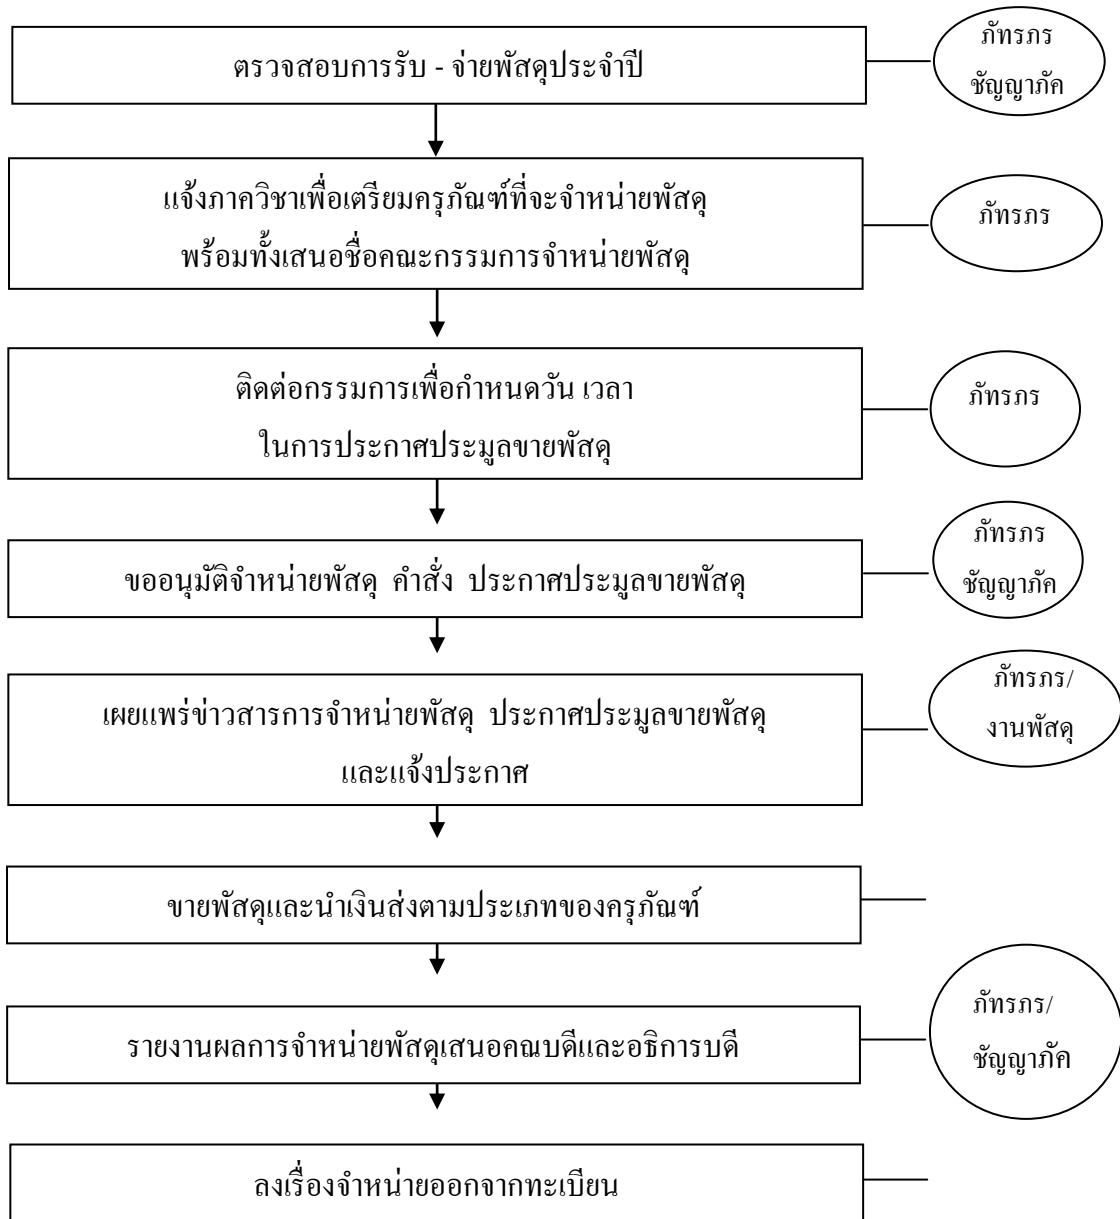 ตรวจสอบการรับ - จ่ายพัสดุประจำปี
ภัทรภร
ชัญญาภัค
แจ้งภาควิชาเพื่อเตรียมครุภัณฑ์ที่จะจำหน่ายพัสดุ
พร้อมทั้งเสนอชื่อคณะกรรมการจำหน่ายพัสดุ
ภัทรภร
ติดต่อกรรมการเพื่อกำหนดวัน เวลา
ในการประกาศประมูลขายพัสดุ
ภัทรภร
ขออนุมัติจำหน่ายพัสดุ คำสั่ง ประกาศประมูลขายพัสดุ
ภัทรภร
ชัญญาภัค
เผยแพร่ข่าวสารการจำหน่ายพัสดุ ประกาศประมูลขายพัสดุ
และแจ้งประกาศ
ภัทรภร/
งานพัสดุ
ขายพัสดุและนำเงินส่งตามประเภทของครุภัณฑ์
รายงานผลการจำหน่ายพัสดุเสนอคณบดีและอธิการบดี
ภัทรภร/
ชัญญาภัค
ลงเรื่องจำหน่ายออกจากทะเบียน